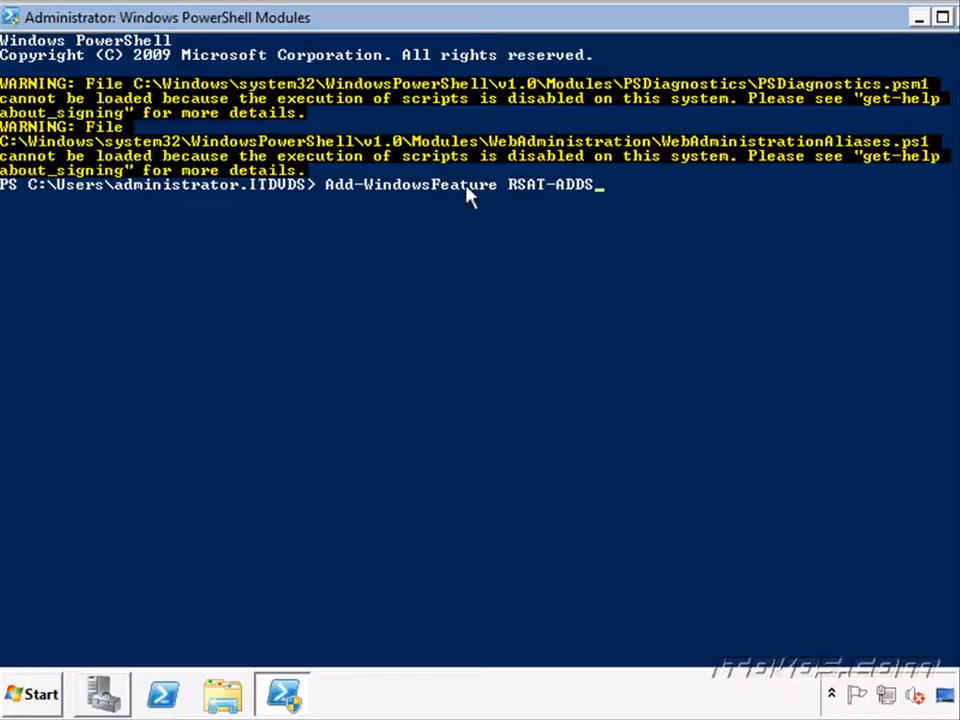 Administrator: Windows PowerShell Modules
Windows PowerShell
Copyright (C) 2009 Microsoft Corporation. All rights reserved.
WARNING: File C:\Windows\system32\WindowsPowerShell\v1.0\Modules\PSDiagnostics\PSDiagnostics.psm1
cannot be loaded because the execution of scripts is disabled on this system. Please see "get-help
about_signing" for more details.
WARNING: File
C:\Windows\system32\WindowsPowerShell\v1.0\Modules\WebAdministration\WebAdministrationAliases.ps1
cannot be loaded because the execution of scripts is disabled on this system. Please see "get-help
about_signing" for more details.
PS C:\Users\administrator.ITDVDS> Add-WindowsFeature RSAT-ADDS_
iTDVDS.com
Start